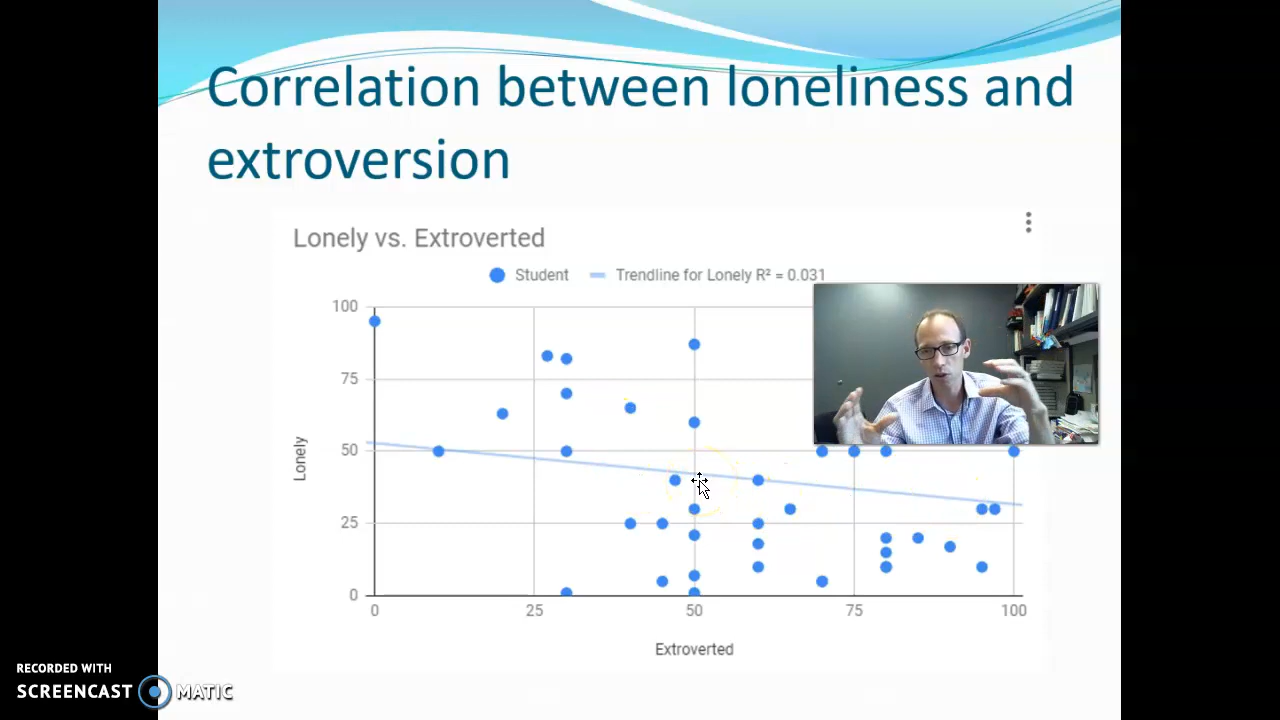 Correlation between loneliness and
extroversion
Lonely vs. Extroverted
Student Trendline for Lonely R² = 0.031
100
75
50
25
0
Lonely
0 25 50 75 100
Extroverted
RECORDED WITH
SCREENCAST MATIC